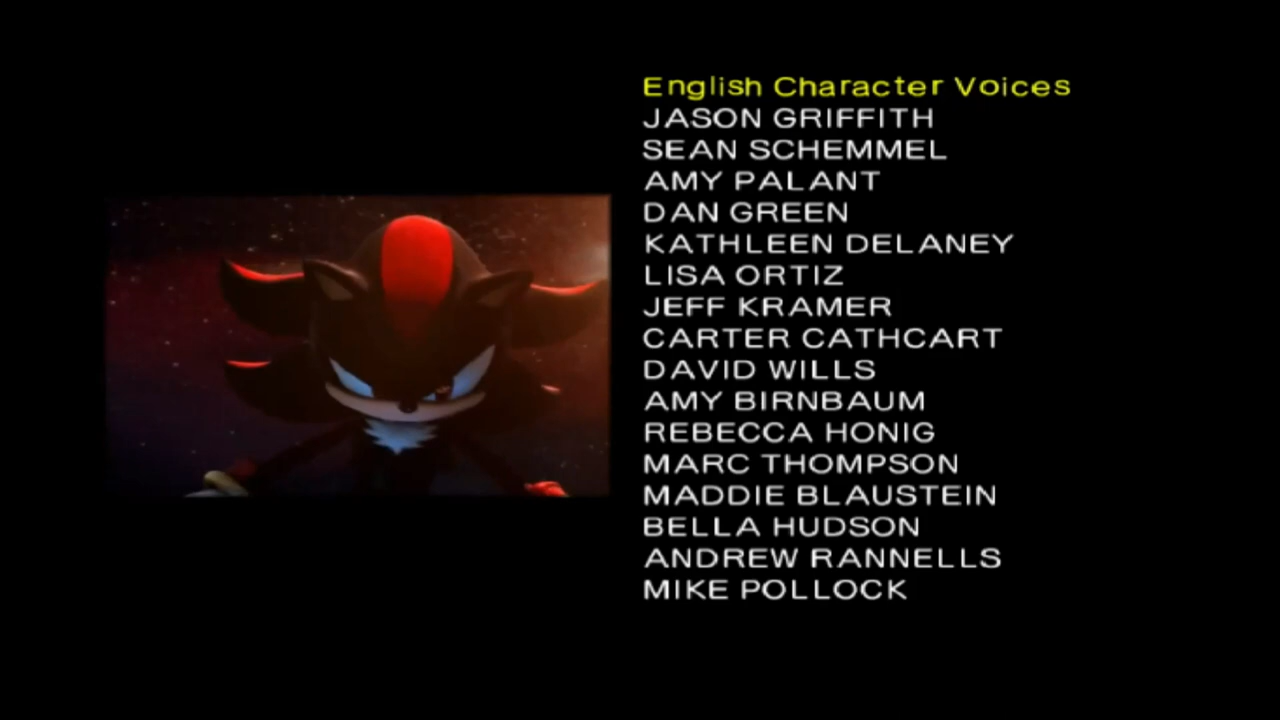 English Character Voices
JASON GRIFFITH
SEAN SCHEMMEL
AMY PALANT
DAN GREEN
KATHLEEN DELANEY
LISA ORTIZ
JEFF KRAMER
CARTER CATHCART
DAVID WILLS
AMY BIRNBAUM
REBECCA HONIG
MARC THOMPSON
MADDIE BLAUSTEIN
BELLA HUDSON
ANDREW RANNELLS
MIKE POLLOCK